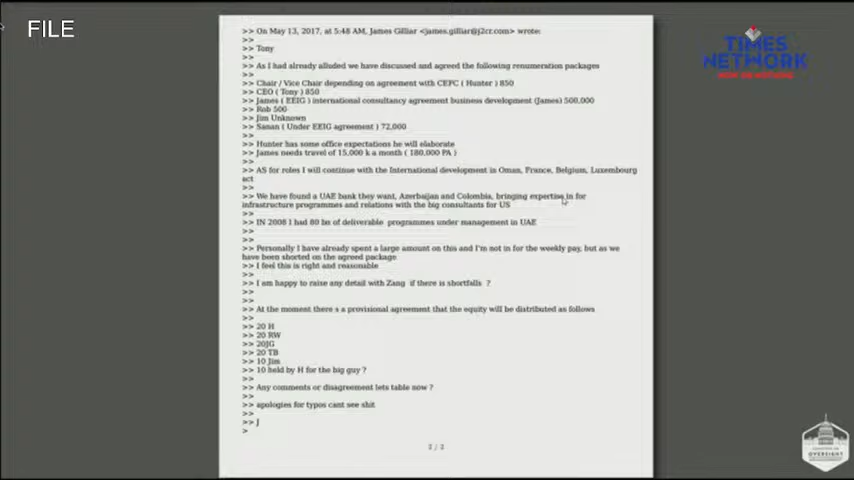 FILE
TIMES
NETWORK
>> On May 13, 2017, at 5:48 AM, James Gilliar <james.gilliar@j2cr.com> wrote:
>>
>> Tony
>>
>> As I had already alluded we have discussed and agreed the following renumeration packages
>>
>> Chair / Vice Chair depending on agreement with CEFC ( Hunter ) 850
>> CEO ( Tony ) 850
>> James ( EEIG ) international consultancy agreement business development (James) 500,000
>> Rob 500
>> Jim Unknown
>> Sanan ( Under EEIG agreement ) 72,000
>>
>> Hunter has some office expectations he will elaborate
>> James needs travel of 15,000 k a month ( 180,000 PA )
>>
>> AS for roles I will continue with the International development in Oman, France, Belgium, Luxembourg
ect
>>
>> We have found a UAE bank they want, Azerbaijan and Colombia, bringing expertise in for
infrastructure programmes and relations with the big consultants for US
>>
>> IN 2008 I had 80 bn of deliverable programmes under management in UAE
>>
>>
>> Personally I have already spent a large amount on this and I'm not in for the weekly pay, but as we
have been shorted on the agreed package
>> I feel this is right and reasonable
>>
>> I am happy to raise any detail with Zang if there is shortfalls ?
>>
>>
>> At the moment there s a provisional agreement that the equity will be distributed as follows
>>
>> 20 H
>> 20 RW
>> 20JG
>> 20 TB
>> 10 Jim
>> 10 held by H for the big guy ?
>>
>> Any comments or disagreement lets table now ?
>>
>> apologies for typos cant see shit
>>
>> J
>
2 / 2
OVERSIGHT